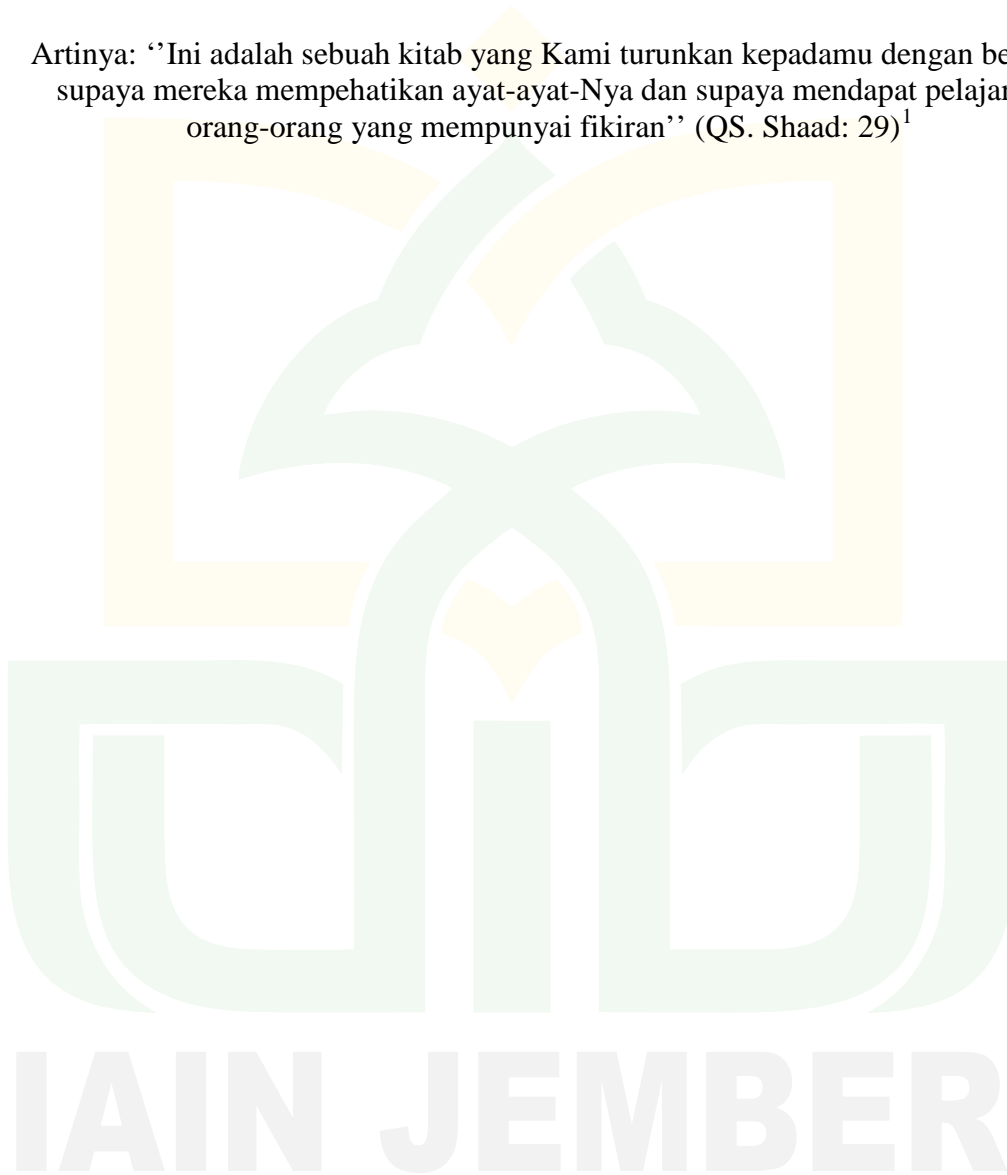 Artinya: ‘’Ini adalah sebuah kitab yang Kami turunkan kepadamu dengan be
supaya mereka mempehatikan ayat-ayat-Nya dan supaya mendapat pelajar
orang-orang yang mempunyai fikiran’’ (QS. Shaad: 29)1
IAIN JEMBER